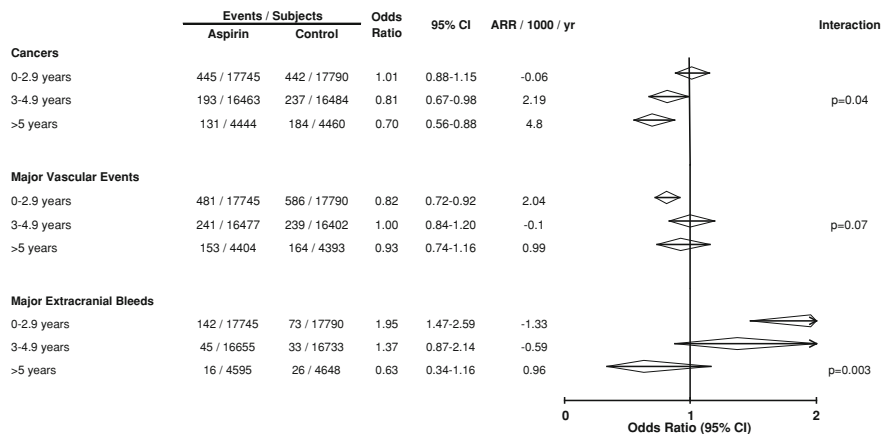 Events / Subjects Odds Ratio 95% CI ARR / 1000 / yr Interaction
Aspirin Control
Cancers
0-2.9 years 445 / 17745 442 / 17790 1.01 0.88-1.15 -0.06
3-4.9 years 193 / 16463 237 / 16484 0.81 0.67-0.98 2.19 p=0.04
>5 years 131 / 4444 184 / 4460 0.70 0.56-0.88 4.8
Major Vascular Events
0-2.9 years 481 / 17745 586 / 17790 0.82 0.72-0.92 2.04
3-4.9 years 241 / 16477 239 / 16402 1.00 0.84-1.20 -0.1 p=0.07
>5 years 153 / 4404 164 / 4393 0.93 0.74-1.16 0.99
Major Extracranial Bleeds
0-2.9 years 142 / 17745 73 / 17790 1.95 1.47-2.59 -1.33
3-4.9 years 45 / 16655 33 / 16733 1.37 0.87-2.14 -0.59
>5 years 16 / 4595 26 / 4648 0.63 0.34-1.16 0.96 p=0.003
0 1 2
Odds Ratio (95% CI)